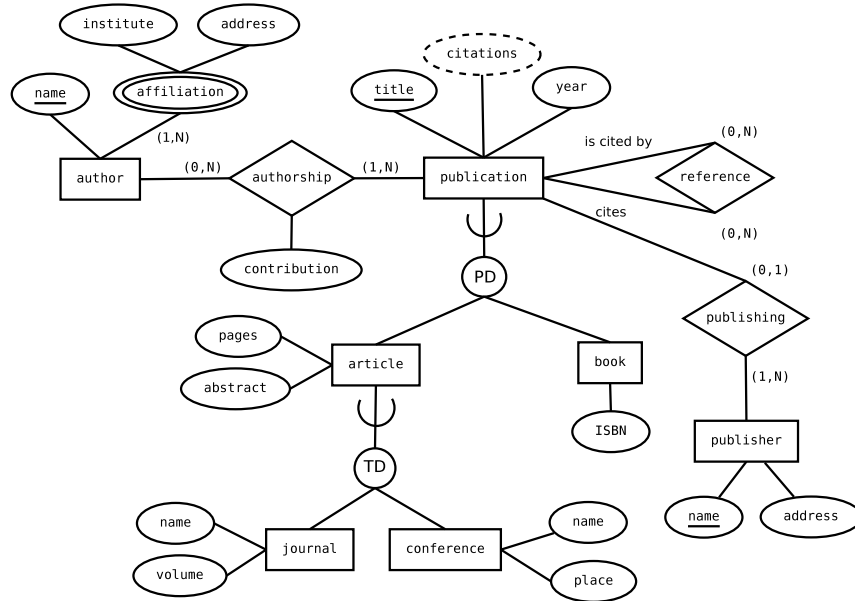 institute
address
citations
name
affiliation
title
year
(1,N)
(0,N)
is cited by
(0,N)
(1,N)
author
authorship
publication
reference
cites
(0,N)
contribution
PD
(0,1)
publishing
pages
article
book
abstract
(1,N)
ISBN
publisher
TD
name
name
name
address
journal
conference
volume
place